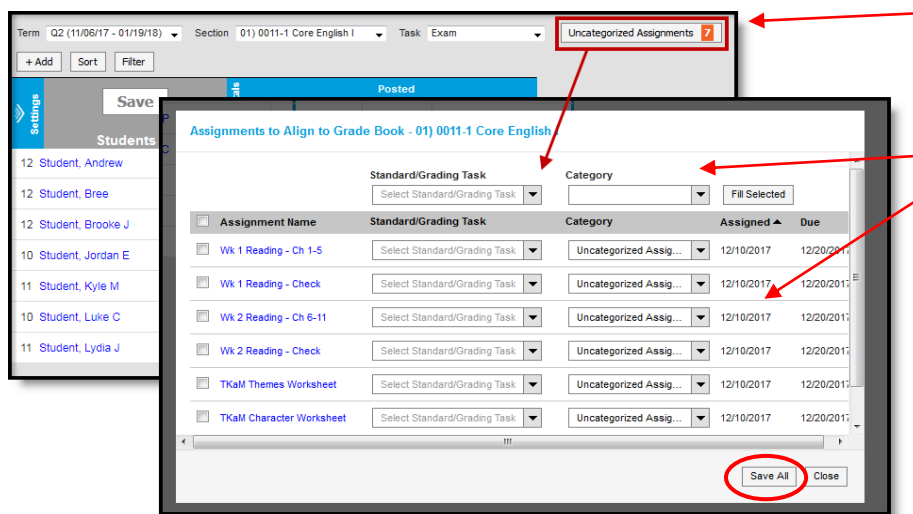 Term Q2 (11/06/17 - 01/19/18) Section 01) 0011-1 Core English I Task Exam Uncategorized Assignments 7
+ Add Sort Filter
Settings
Save
Students
Posted
12 Student, Andrew
12 Student, Bree
12 Student, Brooke J
10 Student, Jordan E
11 Student, Kyle M
10 Student, Luke C
11 Student, Lydia J
Assignments to Align to Grade Book - 01) 0011-1 Core English I
Standard/Grading Task Category
Select Standard/Grading Task Fill Selected
Assignment Name Standard/Grading Task Category Assigned Due
Wk 1 Reading - Ch 1-5 Select Standard/Grading Task Uncategorized Assig... 12/10/2017 12/20/2017
Wk 1 Reading - Check Select Standard/Grading Task Uncategorized Assig... 12/10/2017 12/20/2017
Wk 2 Reading - Ch 6-11 Select Standard/Grading Task Uncategorized Assig... 12/10/2017 12/20/2017
Wk 2 Reading - Check Select Standard/Grading Task Uncategorized Assig... 12/10/2017 12/20/2017
TKaM Themes Worksheet Select Standard/Grading Task Uncategorized Assig... 12/10/2017 12/20/2017
TKaM Character Worksheet Select Standard/Grading Task Uncategorized Assig... 12/10/2017 12/20/2017
Save All Close